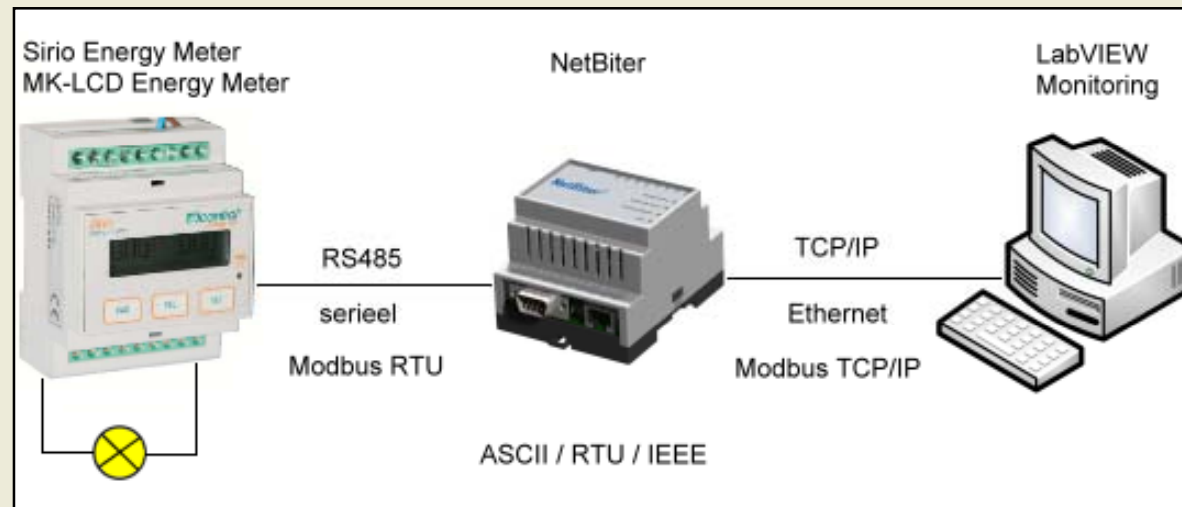 Sirio Energy Meter
MK-LCD Energy Meter
NetBiter
LabVIEW
Monitoring
NetBiter
RS485
serieel
Modbus RTU
TCP/IP
Ethernet
Modbus TCP/IP
ASCII / RTU / IEEE